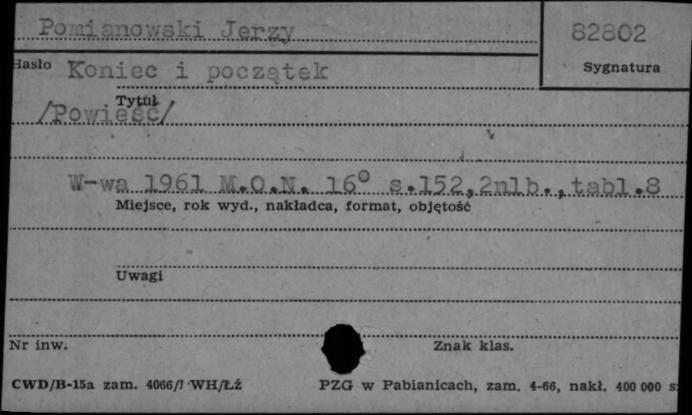 Pomianowski Jerzy
82802
Hasło
Sygnatura
Koniec i początek
Tytuł
/Powieść/
W-wa 1961 M.O.N. 16° s.152,2nlb.,tabl.8
Miejsce, rok wyd., nakładca, format, objętość
Uwagi
Nr inw.
Znak klas.
CWD/B-15a zam. 4066/ WH/Łź
PZG w Pabianicach, zam. 4-66, nakł. 400 000